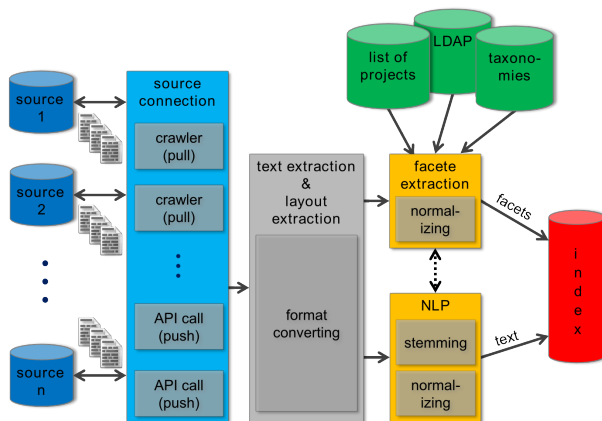 source
1
source
2
source
n
source
connection
crawler
(pull)
crawler
(pull)
API call
(push)
API call
(push)
text extraction
&
layout
extraction
format
converting
list of
projects
LDAP
taxono-
mies
facete
extraction
normal-
izing
NLP
stemming
normal-
izing
facets
text
i
n
d
e
x